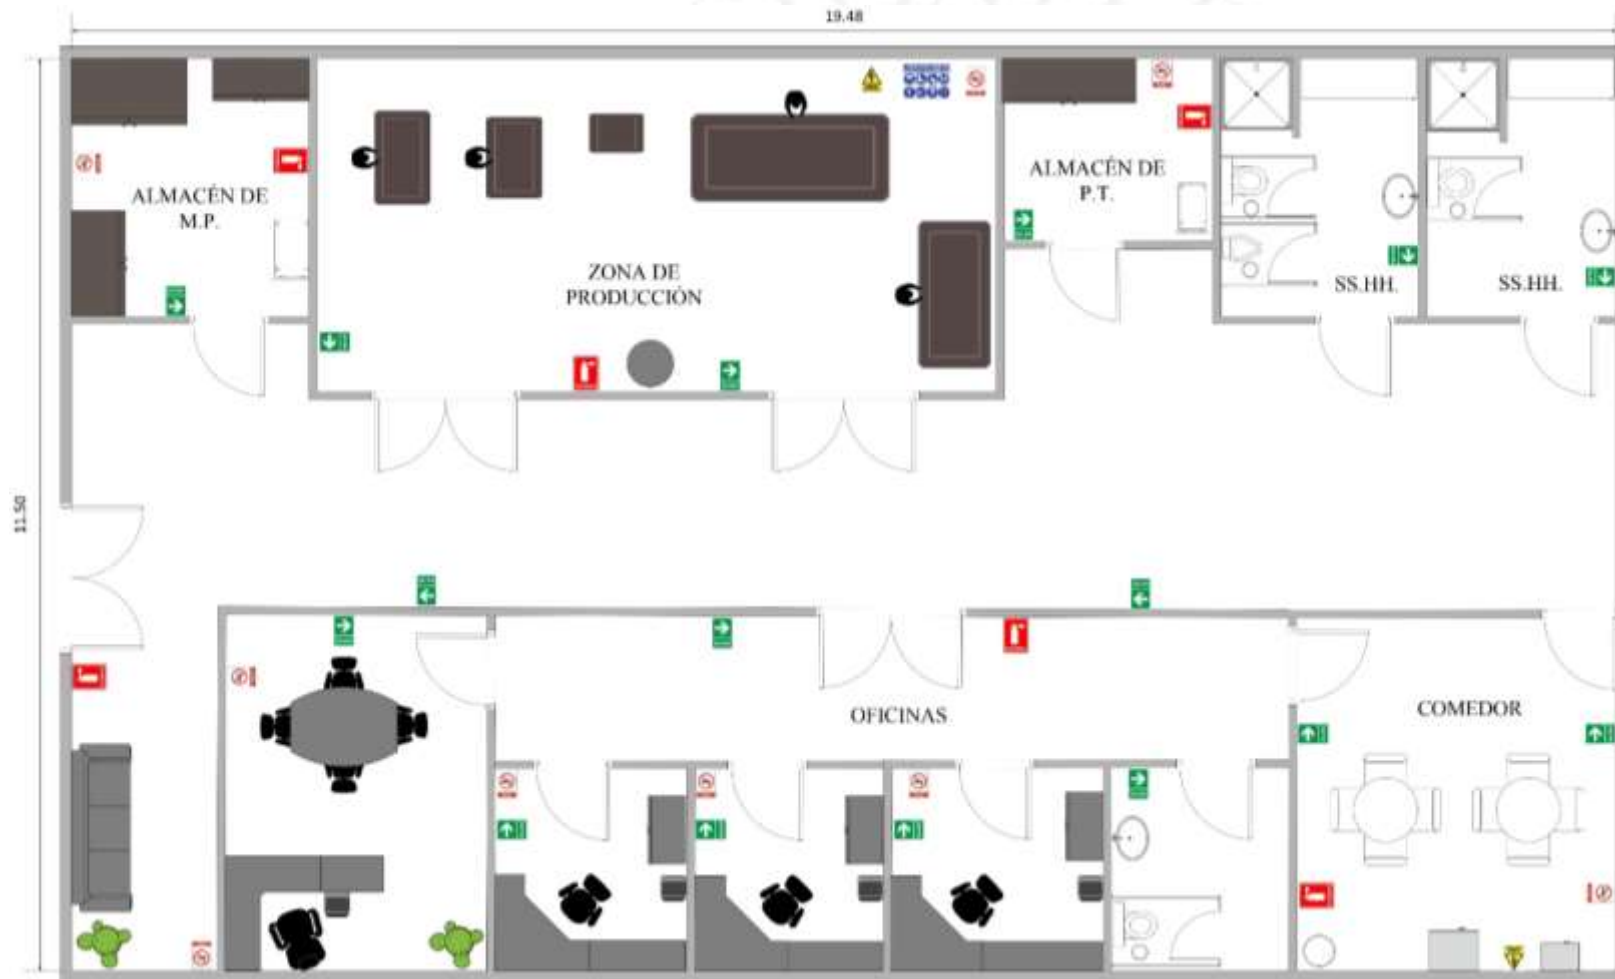 19.48
ALMACÉN DE
M.P.
ZONA DE
PRODUCCIÓN
ALMACÉN DE
P.T.
SS.HH.
SS.HH.
11.50
OFICINAS
COMEDOR